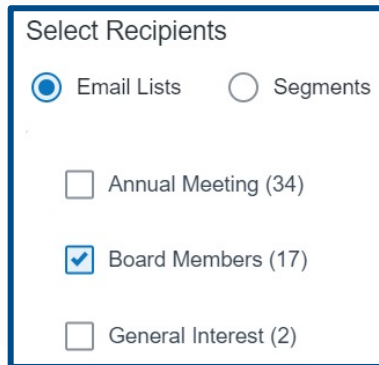 Select Recipients
Email Lists Segments
Annual Meeting (34)
Board Members (17)
General Interest (2)